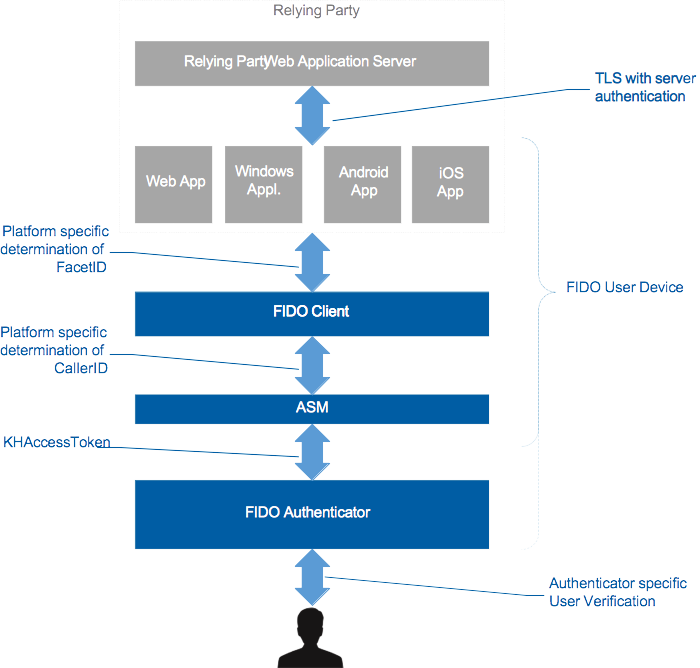 Relying Party
Relying PartyWeb Application Server
TLS with server
authentication
Web App
Windows
Appl.
Android
App
iOS
App
Platform specific
determination of
FacetID
FIDO User Device
FIDO Client
Platform specific
determination of
CallerID
ASM
KHAccessToken
FIDO Authenticator
Authenticator specific
User Verification